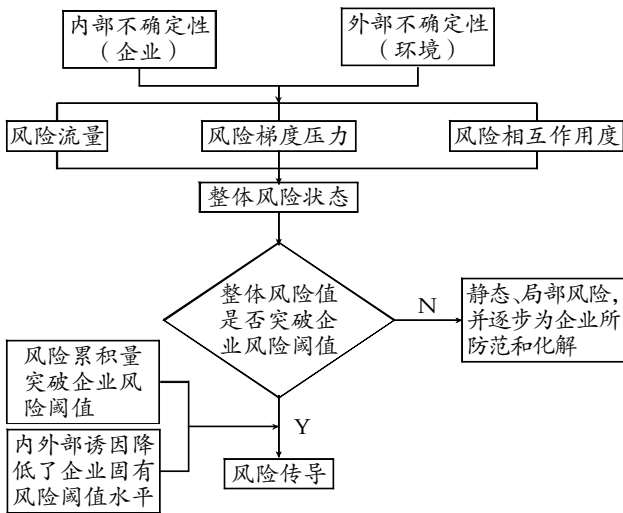 内部不确定性
（企业）
外部不确定性
（环境）
风险流量
风险梯度压力
风险相互作用度
整体风险状态
整体风险值
是否突破企
业风险阈值
N
静态、局部风险，
并逐步为企业所
防范和化解
风险累积量
突破企业风
险阈值
Y
内外部诱因降
低了企业固有
风险阈值水平
风险传导